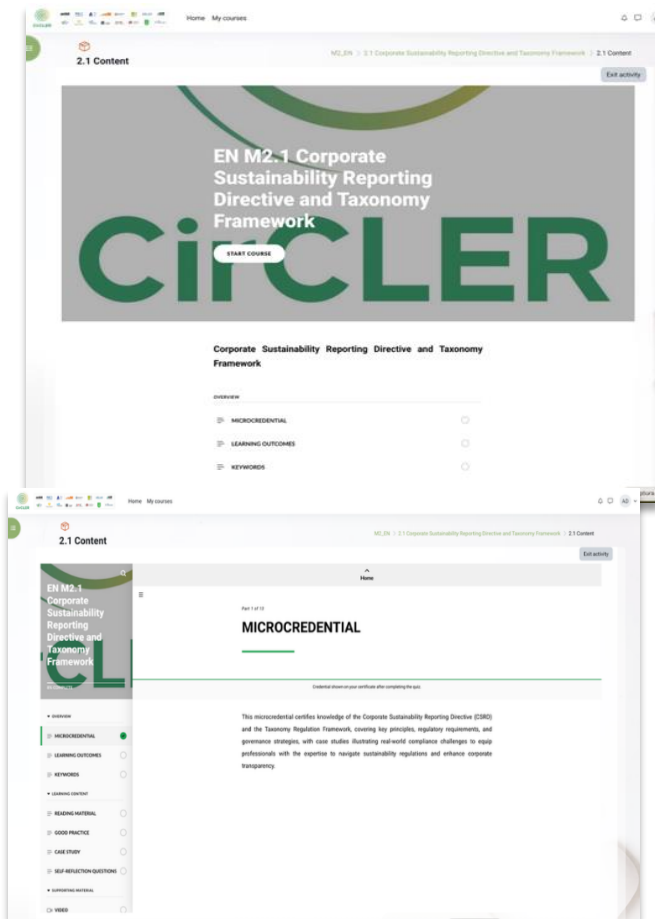 Home My courses
2.1 Content
M2_EN > 2.1 Corporate Sustainability Reporting Directive and Taxonomy Framework > 2.1 Content
Exit activity
EN M2.1 Corporate
Sustainability Reporting
Directive and Taxonomy
Framework
START COURSE
CirCLER
Corporate Sustainability Reporting Directive and Taxonomy
Framework
OVERVIEW
MICROCREDENTIAL
LEARNING OUTCOMES
KEYWORDS
Home My courses
AD
2.1 Content
M2_EN > 2.1 Corporate Sustainability Reporting Directive and Taxonomy Framework > 2.1 Content
Exit activity
EN M2.1
Corporate
Sustainability
Reporting
Directive and
Taxonomy
Framework
OVERVIEW
MICROCREDENTIAL
LEARNING OUTCOMES
KEYWORDS
LEARNING CONTENT
READING MATERIAL
GOOD PRACTICE
CASE STUDY
SELF-REFLECTION QUESTIONS
SUPPORTING MATERIAL
VIDEO
Home
MICROCREDENTIAL
Credential shown on your certificate after completing the quiz.
This microcredential certifies knowledge of the Corporate Sustainability Reporting Directive (CSRD)
and the Taxonomy Regulation Framework, covering key principles, regulatory requirements, and
governance strategies, with case studies illustrating real-world compliance challenges to equip
professionals with the expertise to navigate sustainability regulations and enhance corporate
transparency.